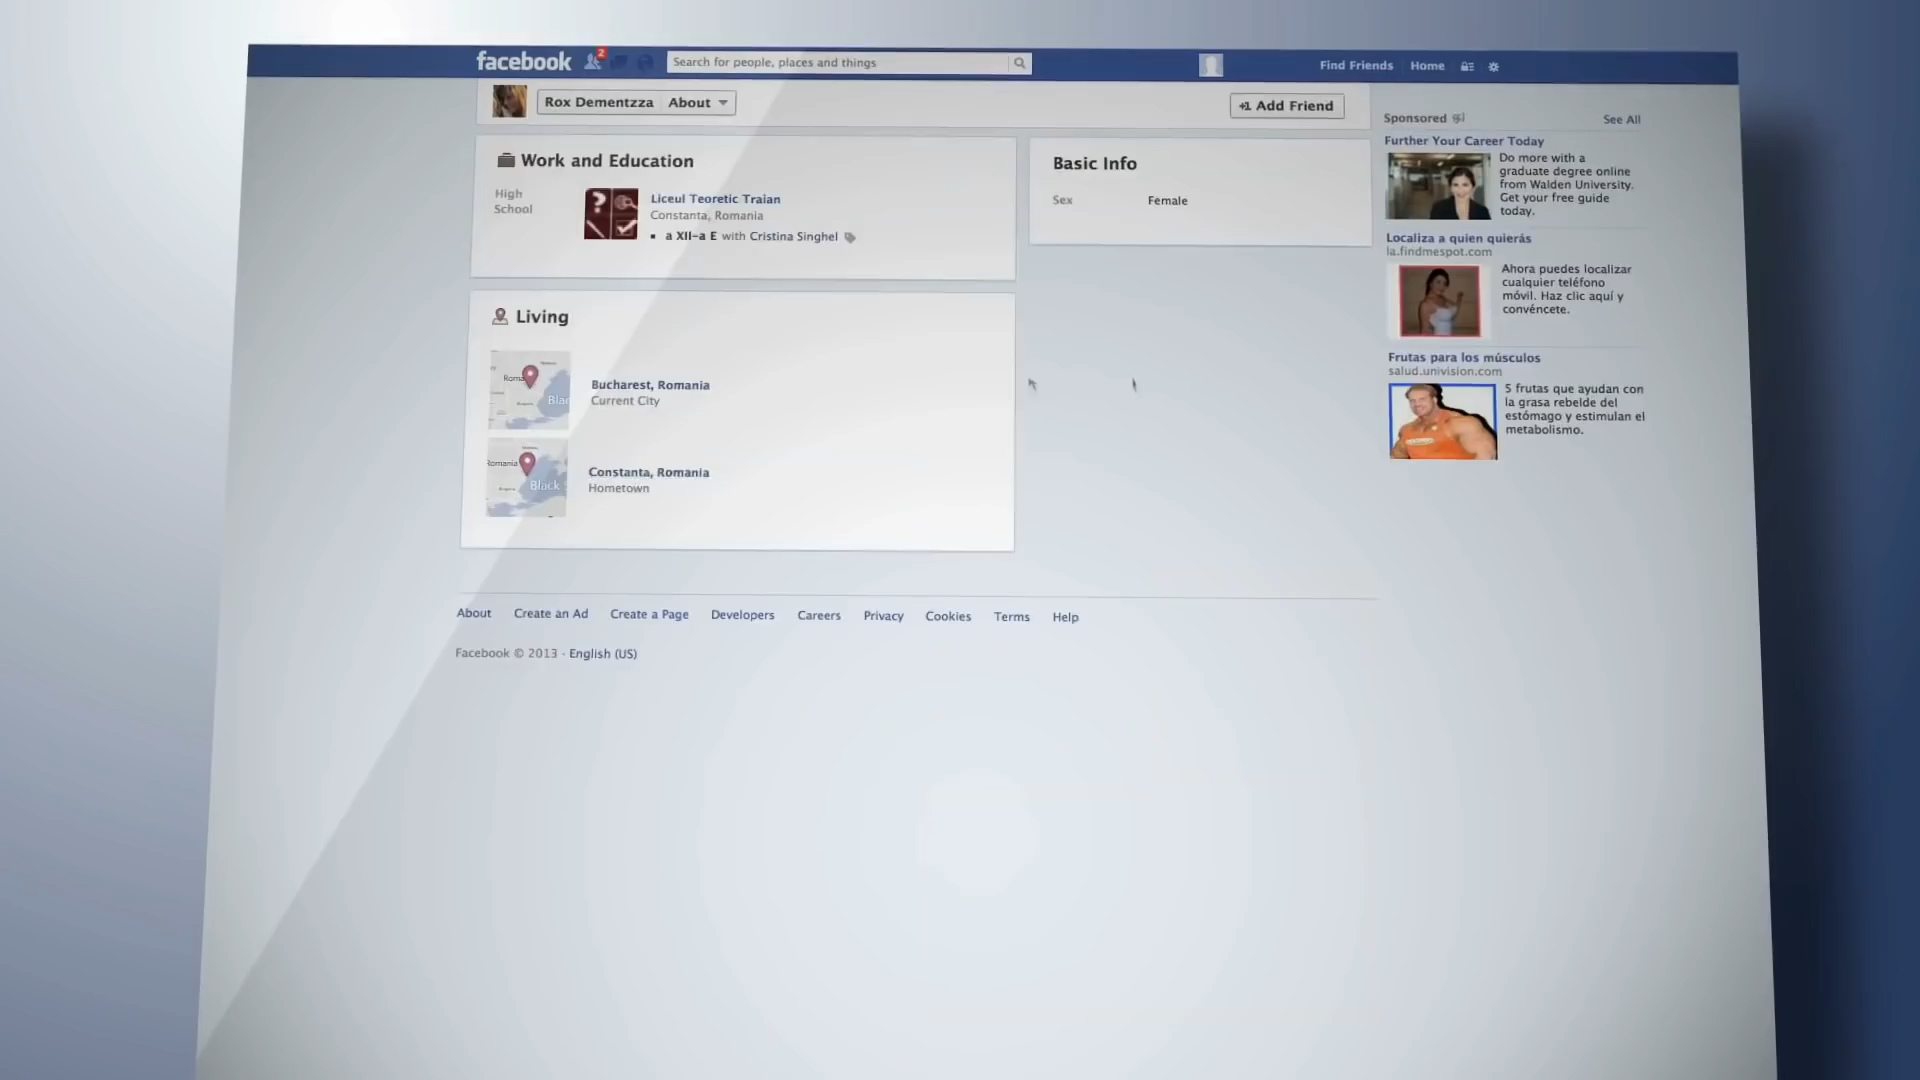 facebook
2
Search for people, places and things
Find Friends
Home
Rox Dementzza
About
+1 Add Friend
Work and Education
High
School
Liceul Teoretic Traian
Constanta, Romania
a XII-a E with Cristina Singhel
Basic Info
Sex
Female
Living
Bucharest, Romania
Current City
Romania
Black
Constanta, Romania
Hometown
Sponsored
See All
Further Your Career Today
Do more with a
graduate degree online
from Walden University.
Get your free guide
today.
Localiza a quien quierás
la.findmespot.com
Ahora puedes localizar
cualquier teléfono
móvil. Haz clic aquí y
convéncete.
Frutas para los músculos
salud.univision.com
5 frutas que ayudan con
la grasa rebelde del
estómago y estimulan el
metabolismo.
About
Create an Ad
Create a Page
Developers
Careers
Privacy
Cookies
Terms
Help
Facebook © 2013 · English (US)